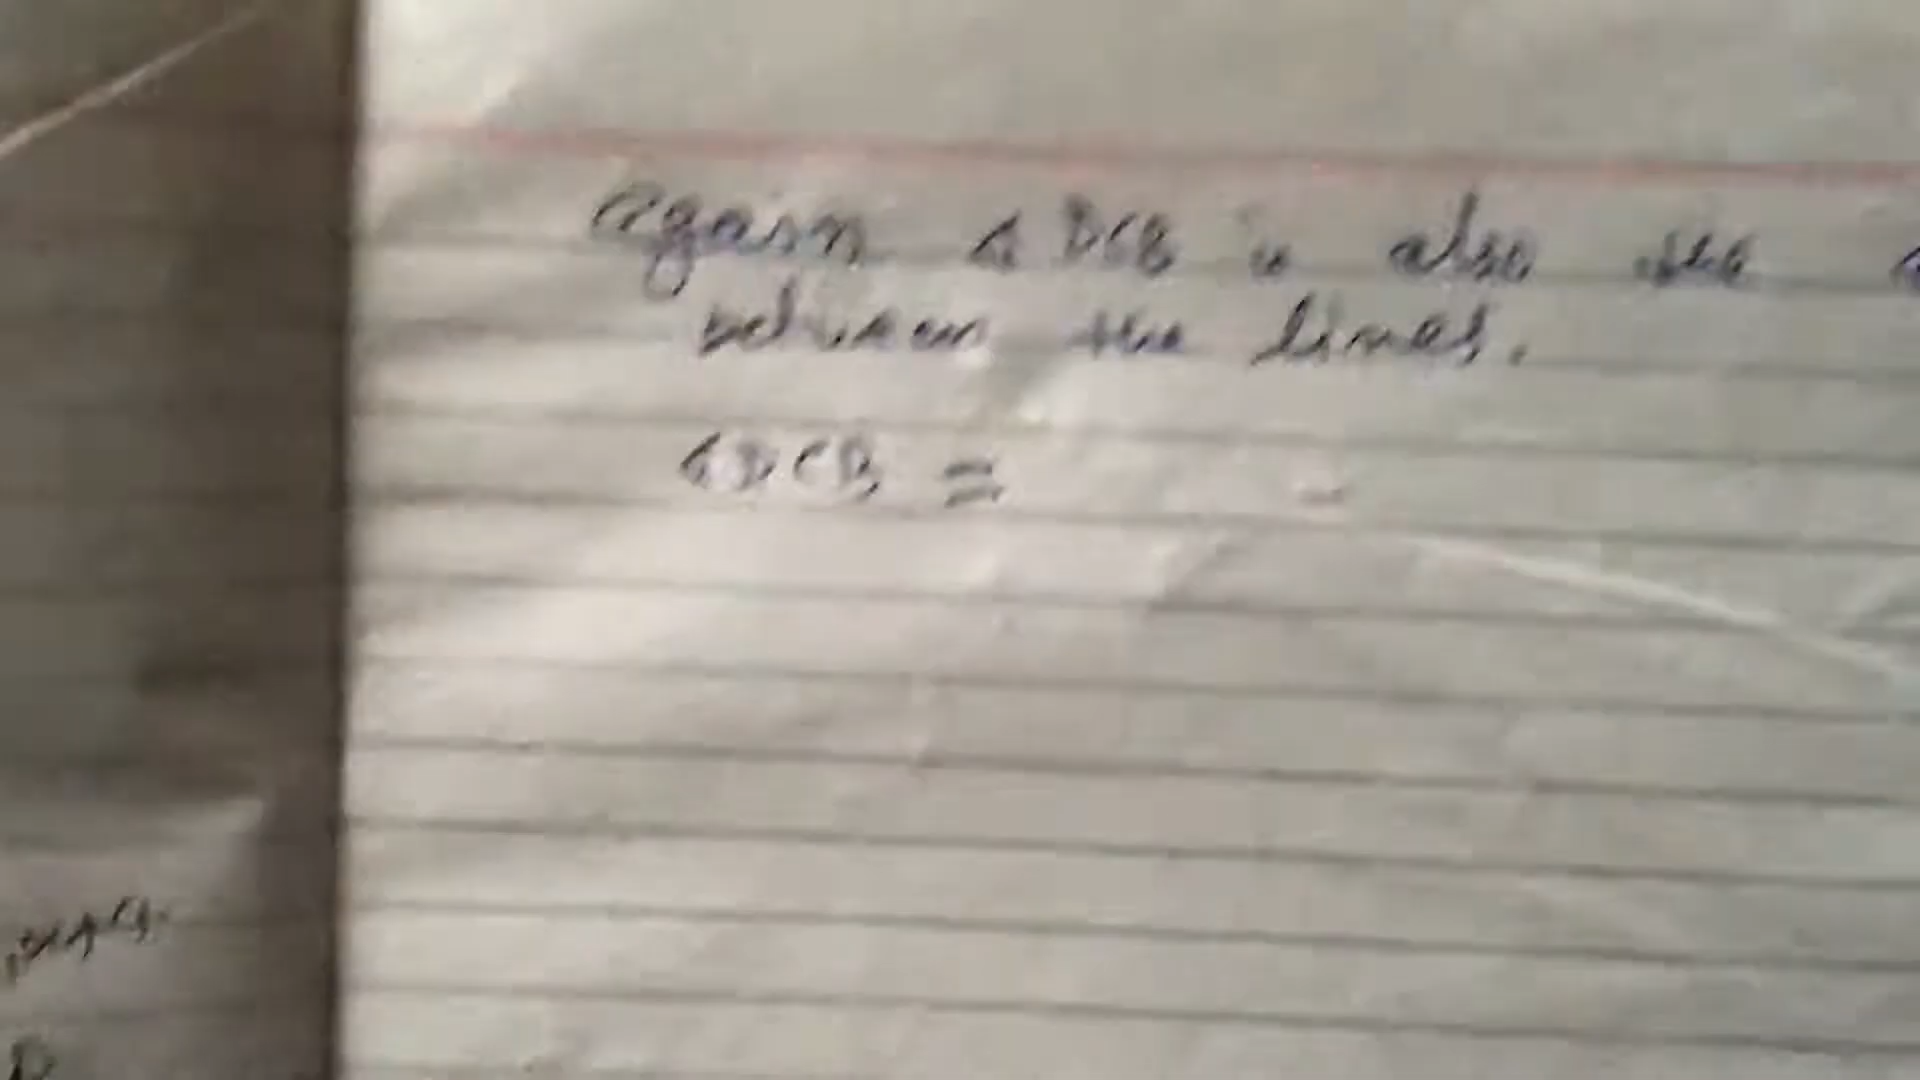 again ∠DCB is also the
between the lines.
∠DCB =